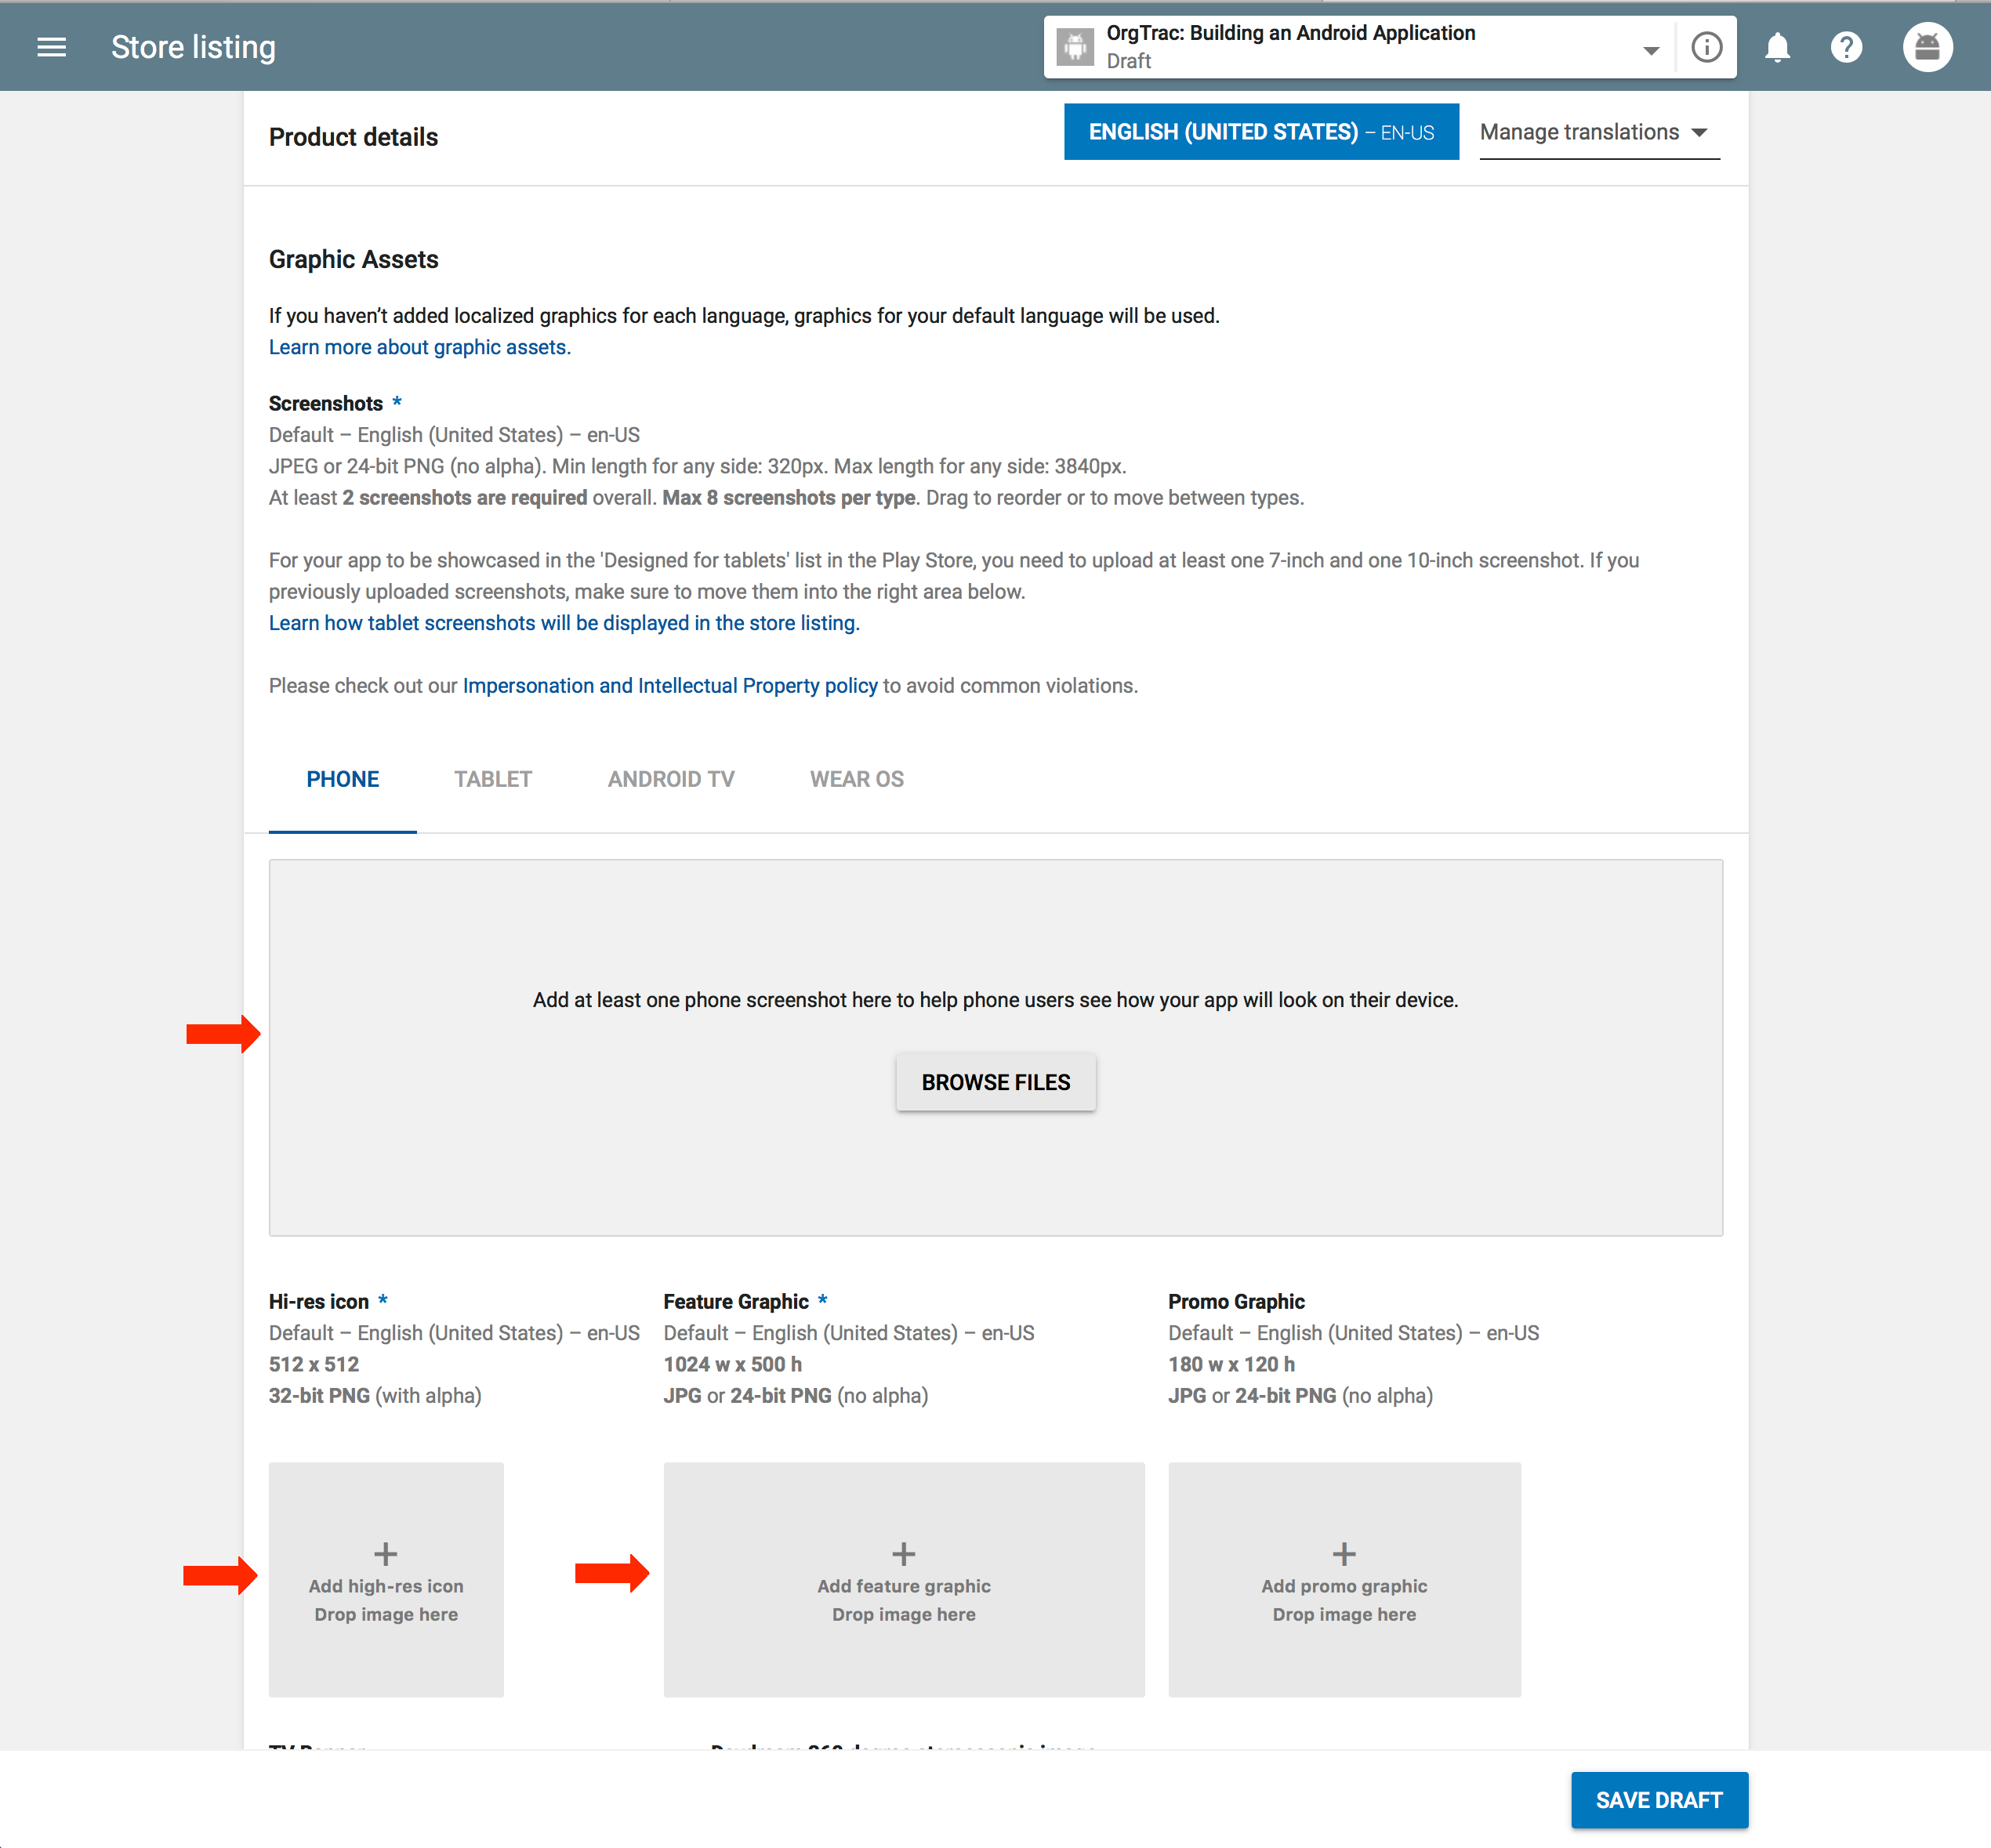 Store listing
OrgTrac: Building an Android Application
Draft
Product details
ENGLISH (UNITED STATES) – EN-US
Manage translations
Graphic Assets
If you haven’t added localized graphics for each language, graphics for your default language will be used.
Learn more about graphic assets.
Screenshots *
Default – English (United States) – en-US
JPEG or 24-bit PNG (no alpha). Min length for any side: 320px. Max length for any side: 3840px.
At least 2 screenshots are required overall. Max 8 screenshots per type. Drag to reorder or to move between types.
For your app to be showcased in the 'Designed for tablets' list in the Play Store, you need to upload at least one 7-inch and one 10-inch screenshot. If you
previously uploaded screenshots, make sure to move them into the right area below.
Learn how tablet screenshots will be displayed in the store listing.
Please check out our Impersonation and Intellectual Property policy to avoid common violations.
PHONE
TABLET
ANDROID TV
WEAR OS
Add at least one phone screenshot here to help phone users see how your app will look on their device.
BROWSE FILES
Hi-res icon *
Default – English (United States) – en-US
512 x 512
32-bit PNG (with alpha)
Feature Graphic *
Default – English (United States) – en-US
1024 w x 500 h
JPG or 24-bit PNG (no alpha)
Promo Graphic
Default – English (United States) – en-US
180 w x 120 h
JPG or 24-bit PNG (no alpha)
+
Add high-res icon
Drop image here
+
Add feature graphic
Drop image here
+
Add promo graphic
Drop image here
TV Banner
SAVE DRAFT